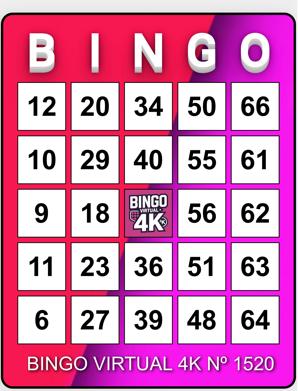 B I N G O
12 20 34 50 66
10 29 40 55 61
9 18 BINGO VIRTUAL 4K 56 62
11 23 36 51 63
6 27 39 48 64
BINGO VIRTUAL 4K Nº 1520